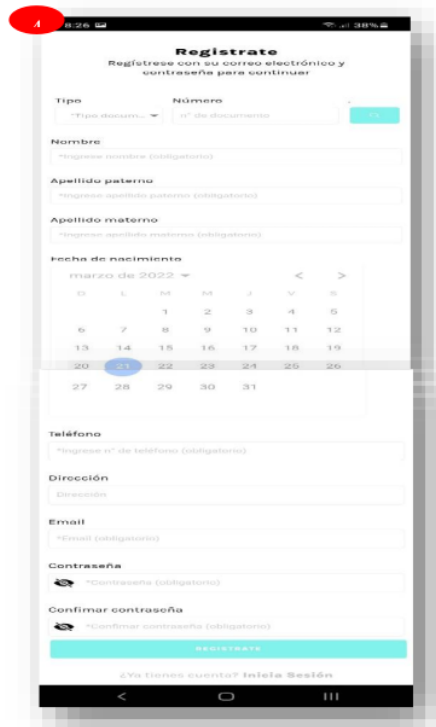 8:26 38%
Regístrate
Regístrese con su correo electrónico y
contraseña para continuar
Tipo Número
*Tipo docum... n° de documento
Nombre
*Ingrese nombre (obligatorio)
Apellido paterno
*Ingrese apellido paterno (obligatorio)
Apellido materno
*Ingrese apellido materno (obligatorio)
Fecha de nacimiento
marzo de 2022 < >
D L M M J V S
1 2 3 4 5
6 7 8 9 10 11 12
13 14 15 16 17 18 19
20 21 22 23 24 25 26
27 28 29 30 31
Teléfono
*Ingrese n° de teléfono (obligatorio)
Dirección
Dirección
Email
*Email (obligatorio)
Contraseña
*Contraseña (obligatorio)
Confimar contraseña
*Confimar contraseña (obligatorio)
REGISTRATE
¿Ya tienes cuenta? Inicia Sesión